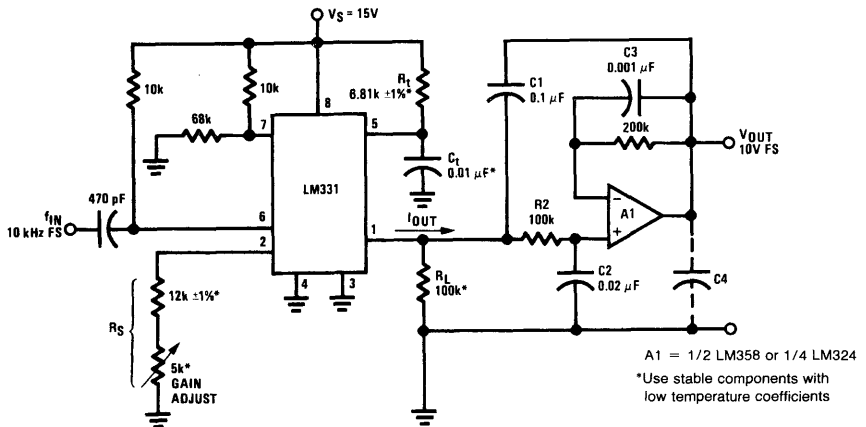 VS = 15V
C3
0.001 µF
Rt
6.81k ±1%*
C1
0.1 µF
10k
10k
8
68k
7
5
200k
VOUT
10V FS
Ct
0.01 µF*
LM331
470 pF
fIN
10 kHz FS
6
2
1
IOUT
R2
100k
−
+
A1
4
3
12k ±1%*
RS
RL
100k*
C2
0.02 µF
C4
5k*
GAIN
ADJUST
A1 = 1/2 LM358 or 1/4 LM324
*Use stable components with
low temperature coefficients